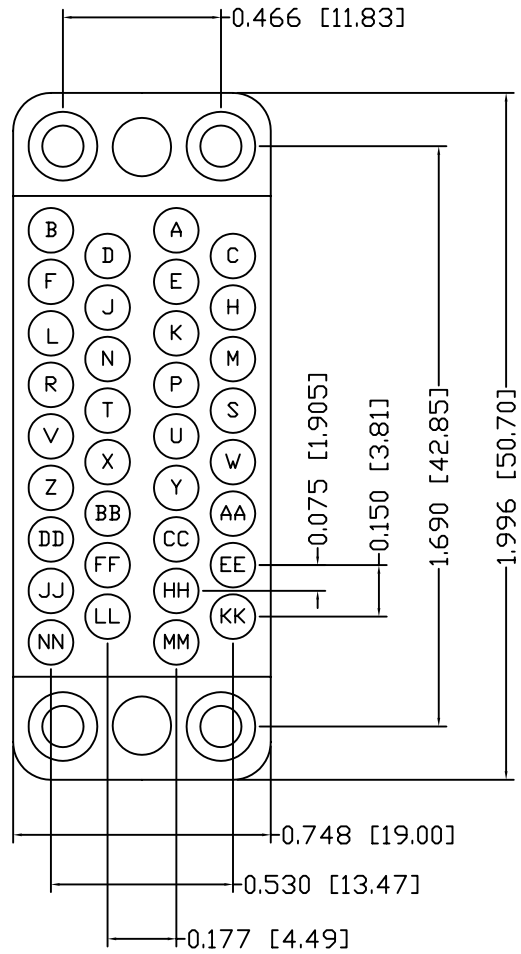 0.466 [11.83]
B A
D C
F E
J H
L K
N M
R P
T S
V U
X W
Z Y
BB AA
DD CC
FF EE
JJ HH
LL KK
NN MM
0.075 [1.905]
0.150 [3.81]
1.690 [42.85]
1.996 [50.70]
0.748 [19.00]
0.530 [13.47]
0.177 [4.49]